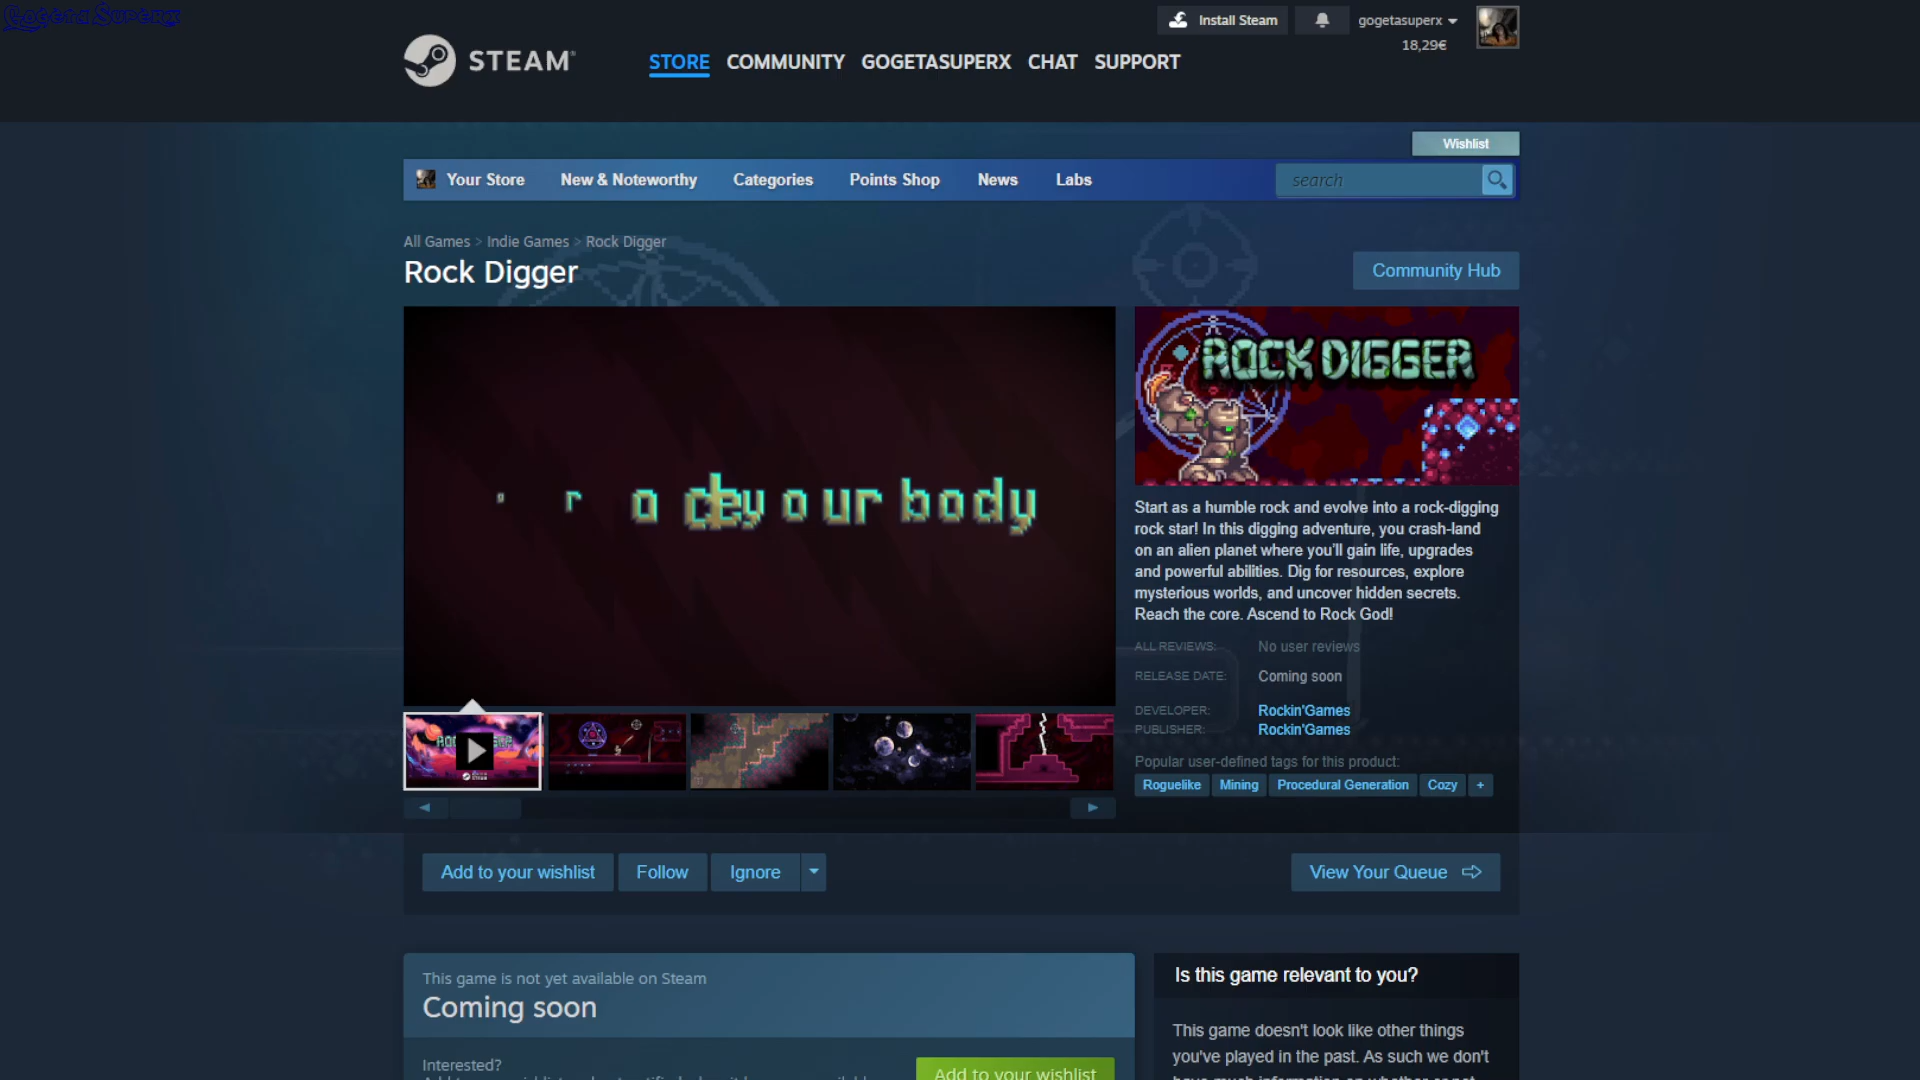 Gogeta Superx
Install Steam
gogetasuperx
18,29€
STEAM
STORE COMMUNITY GOGETASUPERX CHAT SUPPORT
Wishlist
Your Store New & Noteworthy Categories Points Shop News Labs
search
All Games > Indie Games > Rock Digger
Rock Digger
Community Hub
your body
ROCK DIGGER
Start as a humble rock and evolve into a rock-digging
rock star! In this digging adventure, you crash-land
on an alien planet where you'll gain life, upgrades
and powerful abilities. Dig for resources, explore
mysterious worlds, and uncover hidden secrets.
Reach the core. Ascend to Rock God!
ALL REVIEWS: No user reviews
RELEASE DATE: Coming soon
DEVELOPER: Rockin'Games
PUBLISHER: Rockin'Games
Popular user-defined tags for this product:
Roguelike Mining Procedural Generation Cozy +
Add to your wishlist Follow Ignore
View Your Queue
This game is not yet available on Steam
Coming soon
Interested?
Add to your wishlist
Is this game relevant to you?
This game doesn't look like other things
you've played in the past. As such we don't